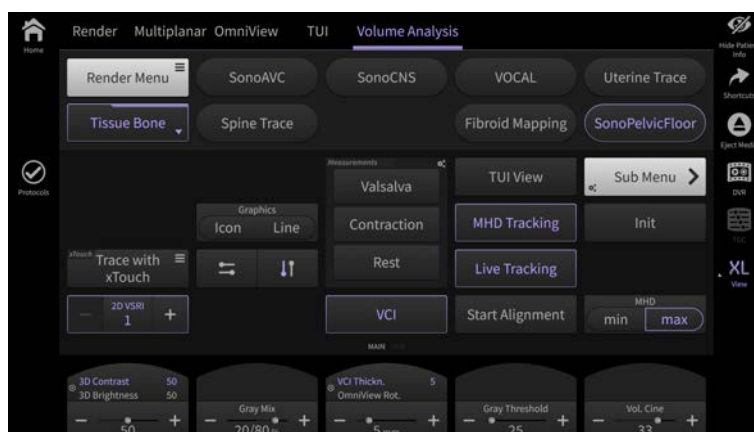 Render Multiplanar OmniView TUI Volume Analysis
Home
Hide Patient
Info
Render Menu SonoAVC SonoCNS VOCAL Uterine Trace
Shortcuts
Tissue Bone Spine Trace Fibroid Mapping SonoPelvicFloor
Eject Media
Protocols
Measurements
Valsalva TUI View Sub Menu
DVR
Graphics
Icon Line Contraction MHD Tracking Init
xTouch
Trace with
xTouch
Rest Live Tracking
XL
View
2D VSRI
1
VCI Start Alignment
MHD
min max
MAIN
3D Contrast 50
3D Brightness 50
VCI Thickn. 5
OmniView Rot.
Gray Mix Gray Threshold Vol. Cine
50 20/80 5 mm 25 33